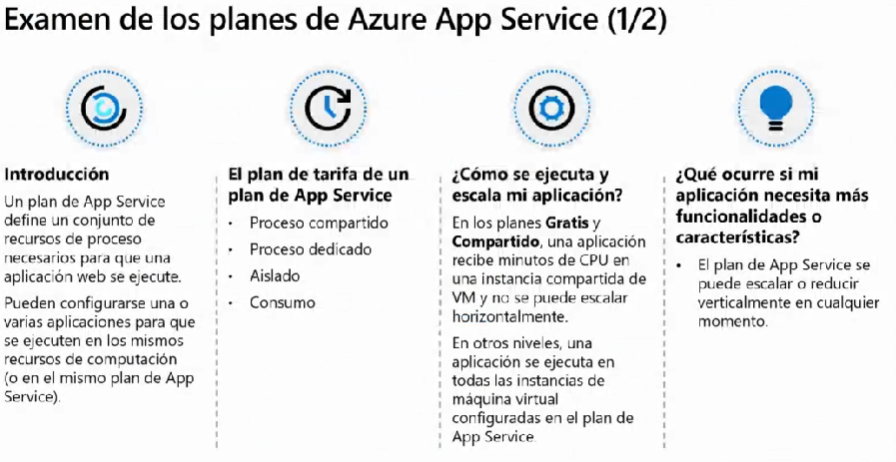 Examen de los planes de Azure App Service (1/2)
Introducción
Un plan de App Service
define un conjunto de
recursos de proceso
necesarios para que una
aplicación web se ejecute.
Pueden configurarse una o
varias aplicaciones para que
se ejecuten en los mismos
recursos de computación
(o en el mismo plan de App
Service).
El plan de tarifa de un
plan de App Service
• Proceso compartido
• Proceso dedicado
• Aislado
• Consumo
¿Cómo se ejecuta y
escala mi aplicación?
En los planes Gratis y
Compartido, una aplicación
recibe minutos de CPU en
una instancia compartida de
VM y no se puede escalar
horizontalmente.
En otros niveles, una
aplicación se ejecuta en
todas las instancias de
máquina virtual
configuradas en el plan de
App Service.
¿Qué ocurre si mi
aplicación necesita más
funcionalidades o
características?
• El plan de App Service se
puede escalar o reducir
verticalmente en cualquier
momento.